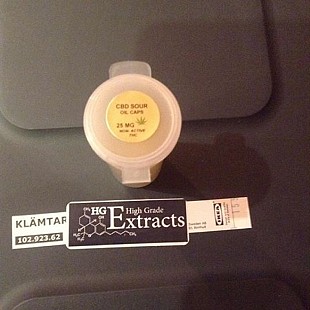 CBD SOUR
OIL CAPS
25 MG
NON ACTIVE
THC
KLÄMTAR
102.923.62
HG High Grade
Extracts
IKEA